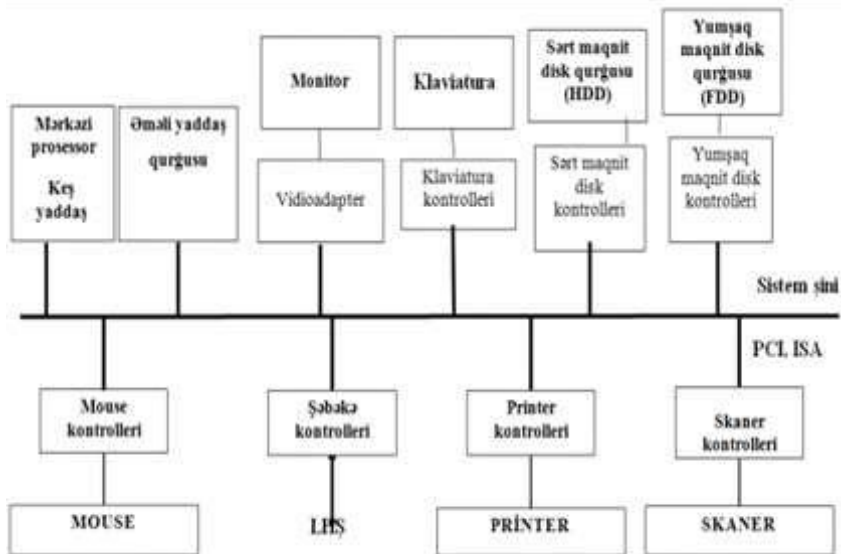 Mərkəzi
prosessor
Keş
yaddaş
Əməli yaddaş
qurğusu
Monitor
Vidioadapter
Klaviatura
Klaviatura
kontrolleri
Sərt maqnit
disk qurğusu
(HDD)
Sərt maqnit
disk
kontrolleri
Yumşaq
maqnit disk
qurğusu
(FDD)
Yumşaq
maqnit disk
kontrolleri
Sistem şini
PCI, ISA
Mouse
kontrolleri
Şəbəkə
kontrolleri
Printer
kontrolleri
Skaner
kontrolleri
MOUSE
PRİNTER
SKANER